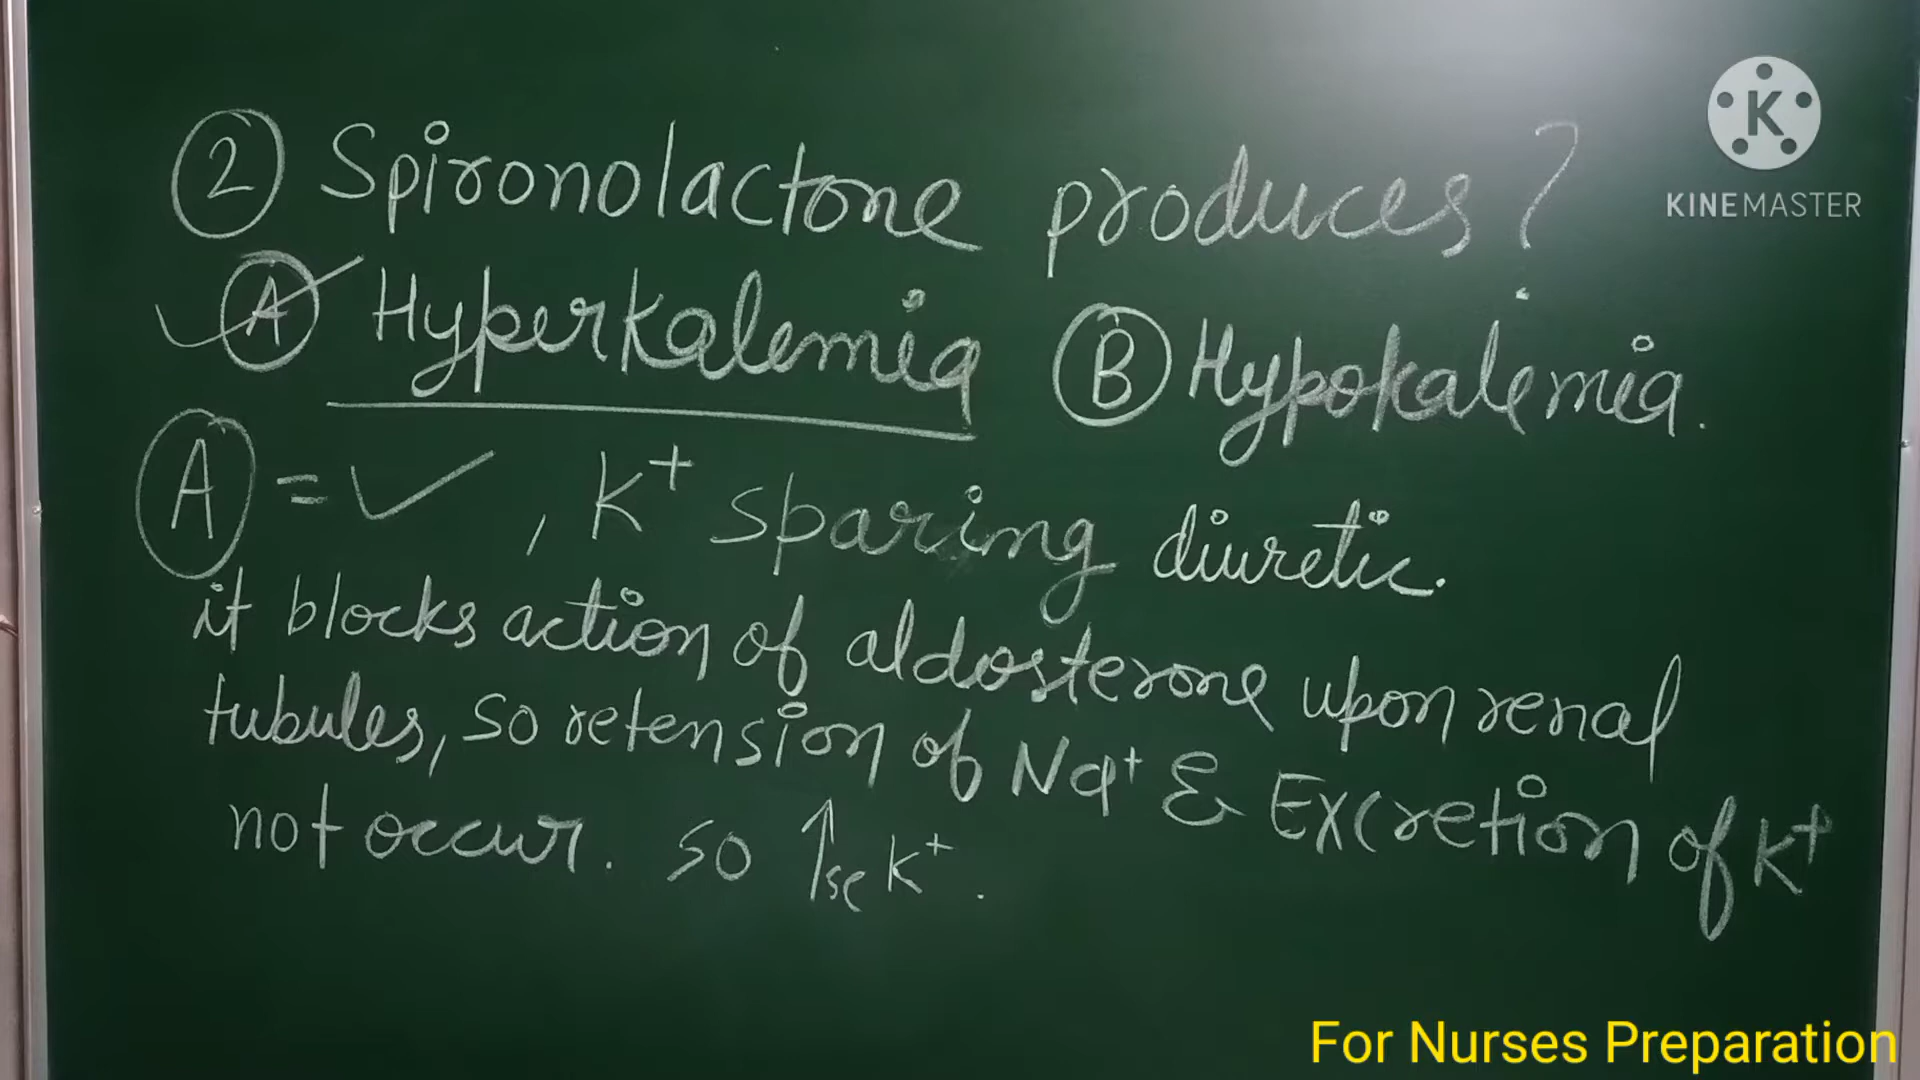 2 Spironolactone produces?
A Hyperkalemia B Hypokalemia.
A = ✓, K+ sparing diuretic.
it blocks action of aldosterone upon renal
tubules, so retension of Na+ & Excretion of K+
not occur. so ↑se K+.
K
KINEMASTER
For Nurses Preparation